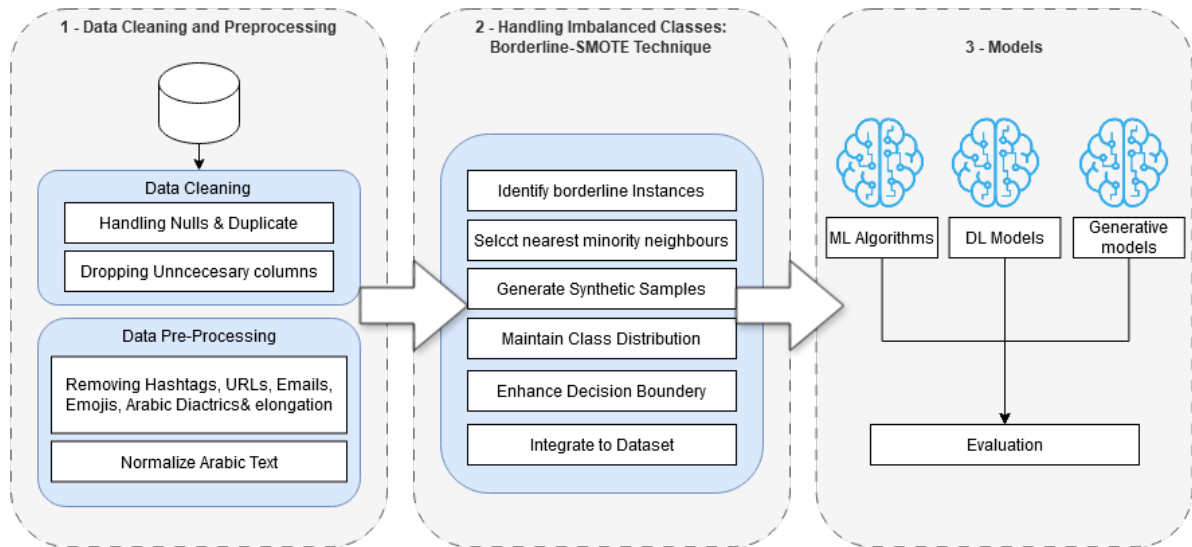 1 - Data Cleaning and Preprocessing
Data Cleaning
Handling Nulls & Duplicate
Dropping Unncecesary columns
Data Pre-Processing
Removing Hashtags, URLs, Emails,
Emojis, Arabic Diactrics& elongation
Normalize Arabic Text
2 - Handling Imbalanced Classes:
Borderline-SMOTE Technique
Identify borderline Instances
Selcct nearest minority neighbours
Generate Synthetic Samples
Maintain Class Distribution
Enhance Decision Boundery
Integrate to Dataset
3 - Models
ML Algorithms
DL Models
Generative
models
Evaluation